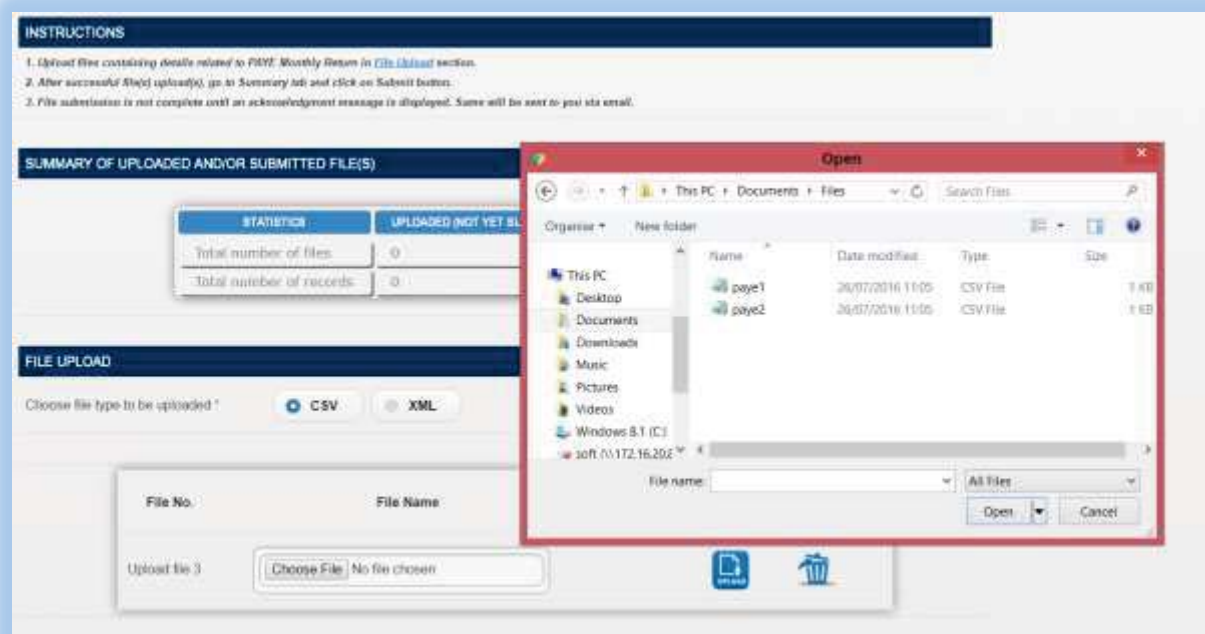 INSTRUCTIONS
1. Upload files containing details related to PAYE Monthly Return in File Upload section.
2. After successful file(s) upload(s), go to Summary tab and click on Submit button.
3. File submission is not complete until an acknowledgment message is displayed. Same will be sent to you via email.
SUMMARY OF UPLOADED AND/OR SUBMITTED FILE(S)
STATISTICS UPLOADED (NOT YET SU
Total number of files 0
Total number of records 0
FILE UPLOAD
Choose file type to be uploaded * CSV XML
File No. File Name
Upload file 3 Choose File No file chosen UPLOAD
Open
This PC Documents Files Search Files
Organise New folder
Name Date modified Type Size
This PC
Desktop
Documents
Downloads
Music
Pictures
Videos
Windows 8.1 (C:)
soft (\\172.16.20.
paye1 26/07/2016 11:05 CSV File 1 KB
paye2 26/07/2016 11:05 CSV File 1 KB
File name: All Files
Open Cancel